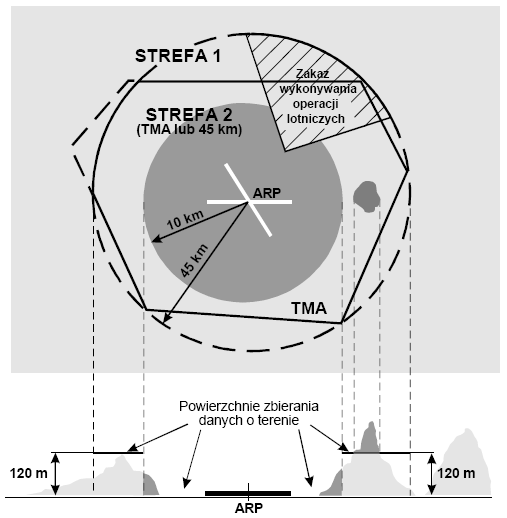 STREFA 1
Zakaz
wykonywania
operacji
lotniczych
STREFA 2
(TMA lub 45 km)
ARP
10 km
45 km
TMA
Powierzchnie zbierania
danych o terenie
120 m
120 m
ARP